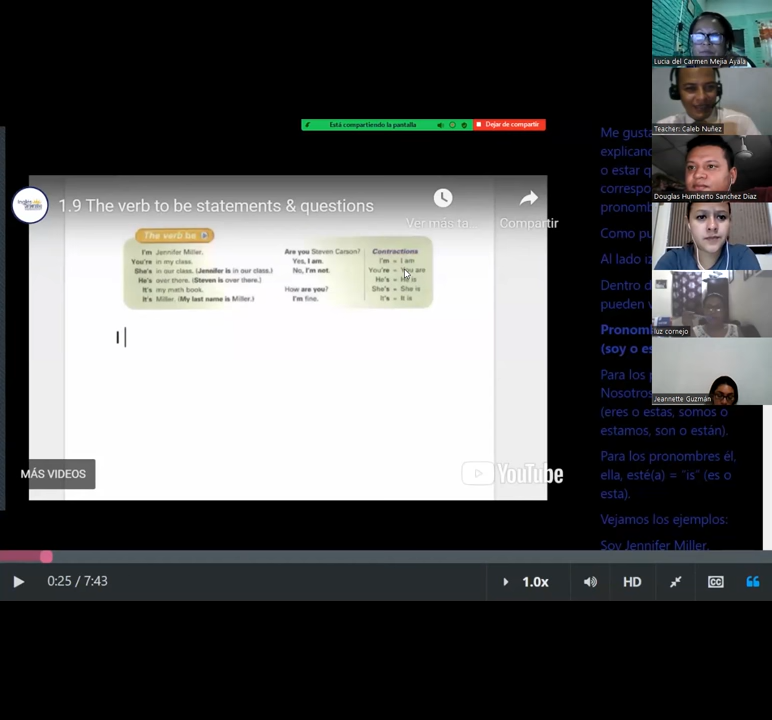 Lucia del Carmen Mejia Ayala
Teacher: Caleb Nuñez
Douglas Humberto Sanchez Diaz
luz cornejo
Jeannette Guzmán
Está compartiendo la pantalla
Dejar de compartir
1.9 The verb to be statements & questions
Ver más ta...
Compartir
The verb be
I'm Jennifer Miller.
You're in my class.
She's in our class. (Jennifer is in our class.)
He's over there. (Steven is over there.)
It's my math book.
It's Miller. (My last name is Miller.)
Are you Steven Carson?
Yes, I am.
No, I'm not.
How are you?
I'm fine.
Contractions
I'm = I am
You're = You are
He's = He is
She's = She is
It's = It is
I
MÁS VIDEOS
YouTube
Me gusta
explicand
o estar q
correspo
pronomb
Como pu
Al lado iz
Dentro d
pueden v
Pronom
(soy o es
Para los p
Nosotros
(eres o estas, somos o
estamos, son o están).
Para los pronombres él,
ella, esté(a) = ¨is¨ (es o
esta).
Vejamos los ejemplos:
Soy Jennifer Miller.
0:25 / 7:43
1.0x
HD
CC